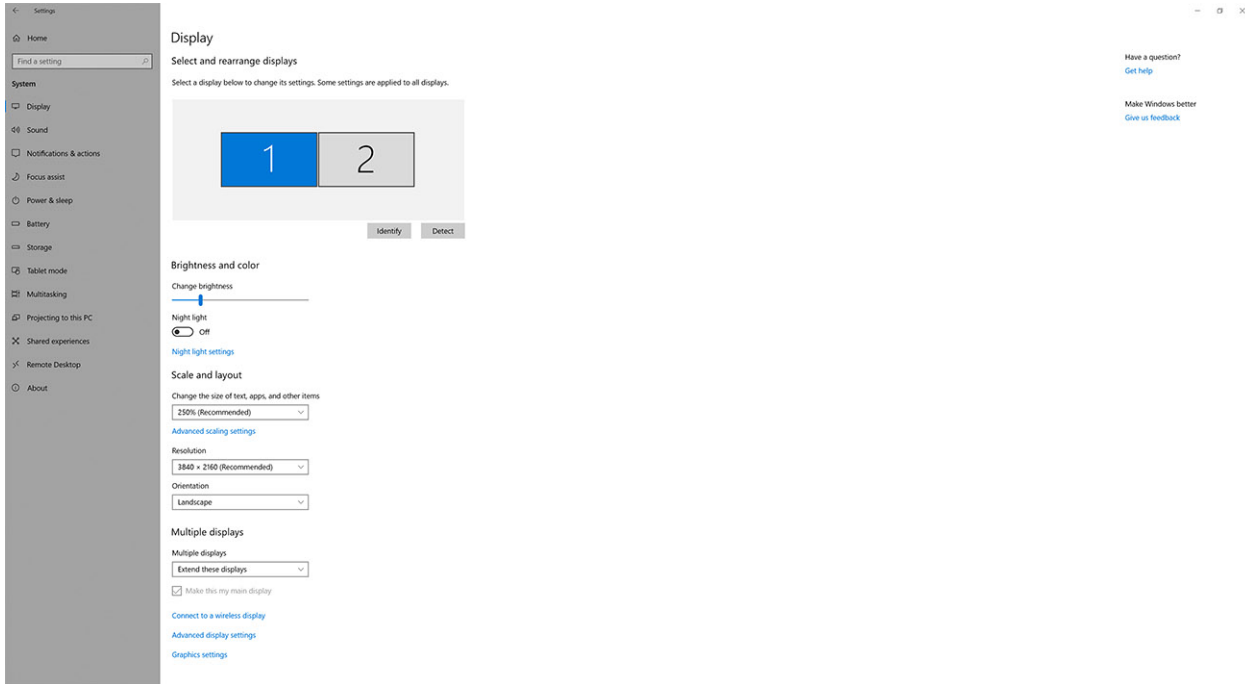 Settings
Home
Find a setting
System
Display
Sound
Notifications & actions
Focus assist
Power & sleep
Battery
Storage
Tablet mode
Multitasking
Projecting to this PC
Shared experiences
Remote Desktop
About
Display
Select and rearrange displays
Select a display below to change its settings. Some settings are applied to all displays.
1 2
Identify Detect
Brightness and color
Change brightness
Night light
Off
Night light settings
Scale and layout
Change the size of text, apps, and other items
250% (Recommended)
Advanced scaling settings
Resolution
3840 × 2160 (Recommended)
Orientation
Landscape
Multiple displays
Multiple displays
Extend these displays
Make this my main display
Connect to a wireless display
Advanced display settings
Graphics settings
Have a question?
Get help
Make Windows better
Give us feedback